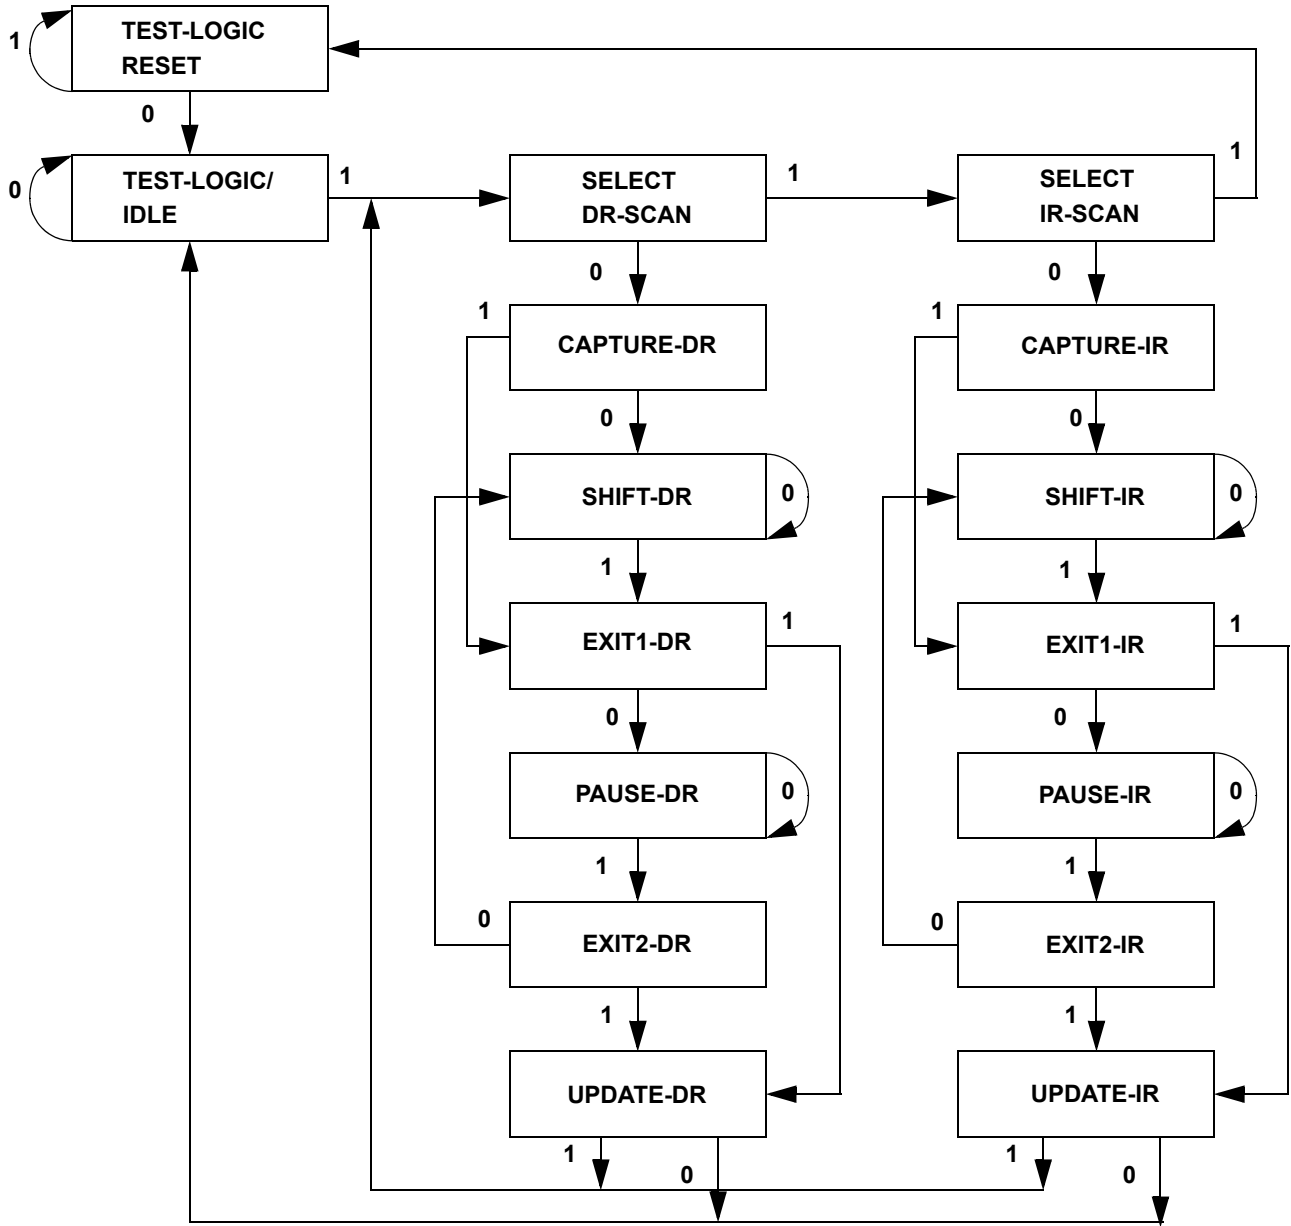 1
TEST-LOGIC
RESET
0
0
TEST-LOGIC/
IDLE
1
SELECT
DR-SCAN
1
SELECT
IR-SCAN
1
0
0
1
CAPTURE-DR
1
CAPTURE-IR
0
0
SHIFT-DR
0
SHIFT-IR
0
1
1
EXIT1-DR
1
EXIT1-IR
1
0
0
PAUSE-DR
0
PAUSE-IR
0
1
1
0
EXIT2-DR
0
EXIT2-IR
1
1
UPDATE-DR
UPDATE-IR
1
0
1
0